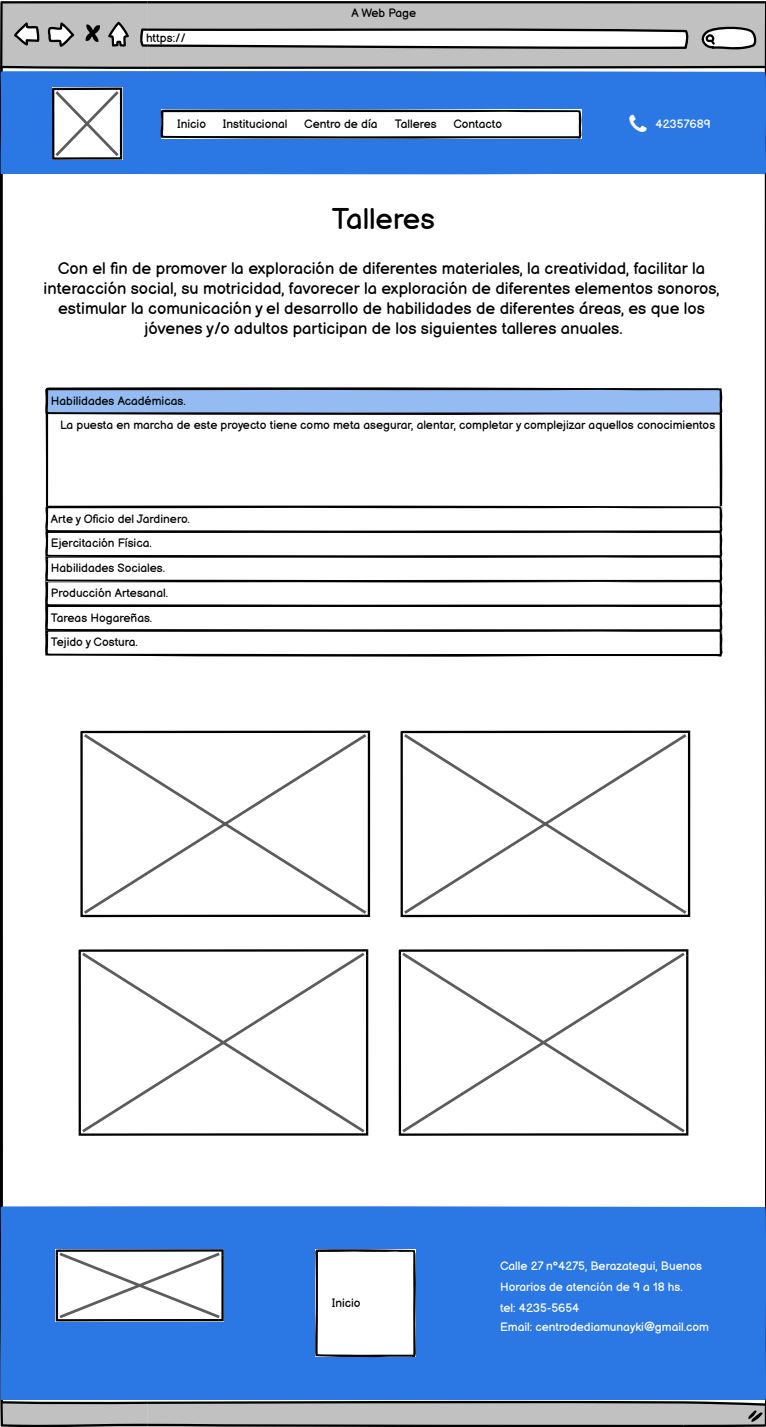 A Web Page
https://
Inicio Institucional Centro de día Talleres Contacto
42357689
Talleres
Con el fin de promover la exploración de diferentes materiales, la creatividad, facilitar la
interacción social, su motricidad, favorecer la exploración de diferentes elementos sonoros,
estimular la comunicación y el desarrollo de habilidades de diferentes áreas, es que los
jóvenes y/o adultos participan de los siguientes talleres anuales.
Habilidades Académicas.
La puesta en marcha de este proyecto tiene como meta asegurar, alentar, completar y complejizar aquellos conocimientos
Arte y Oficio del Jardinero.
Ejercitación Física.
Habilidades Sociales.
Producción Artesanal.
Tareas Hogareñas.
Tejido y Costura.
Inicio
Calle 27 n°4275, Berazategui, Buenos
Horarios de atención de 9 a 18 hs.
tel: 4235-5654
Email: centrodediamunayki@gmail.com